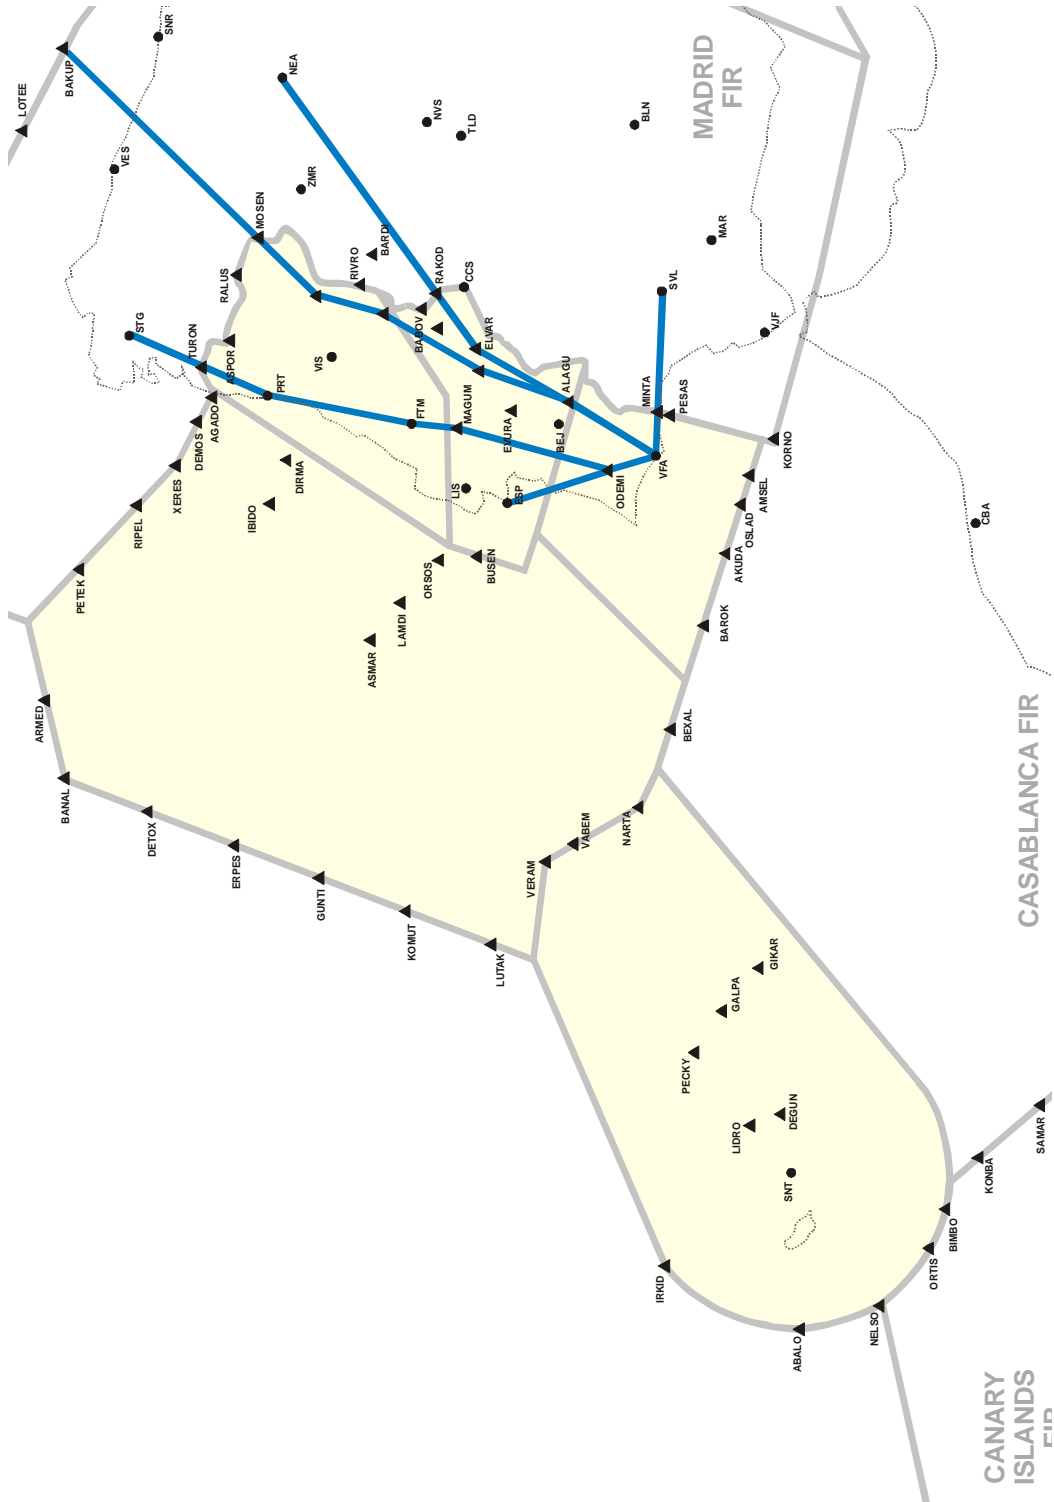 LOTEE
BAKUP
SNR
VES
NEA
MADRID
FIR
NVS
TLD
BLN
ZMR
MOSEN
BARDI
RIVRO
RALUS
MAR
RAKOD
CCS
BABOV
STG
TURON
ASPOR
VIS
ELVAR
SVL
VJF
PRT
AGADO
DEMOS
FTM
MAGUM
EVURA
ALAGU
BEJ
MINTA
PESAS
KORNO
XERES
DIRMA
RIPEL
IBIDO
LIS
ESP
ODEMI
VFA
AMSEL
OSLAD
AKUDA
CBA
PETEK
ORSOS
BUSEN
LAMDI
ASMAR
BAROK
ARMED
BEXAL
BANAL
DETOX
ERPES
GUNTI
KOMUT
LUTAK
VERAM
VABEM
NARTA
CASABLANCA FIR
GIKAR
GALPA
PECKY
LIDRO
DEGUN
SNT
SAMAR
KONBA
BIMBO
ORTIS
NELSO
ABALO
IRKID
CANARY
ISLANDS
FIR